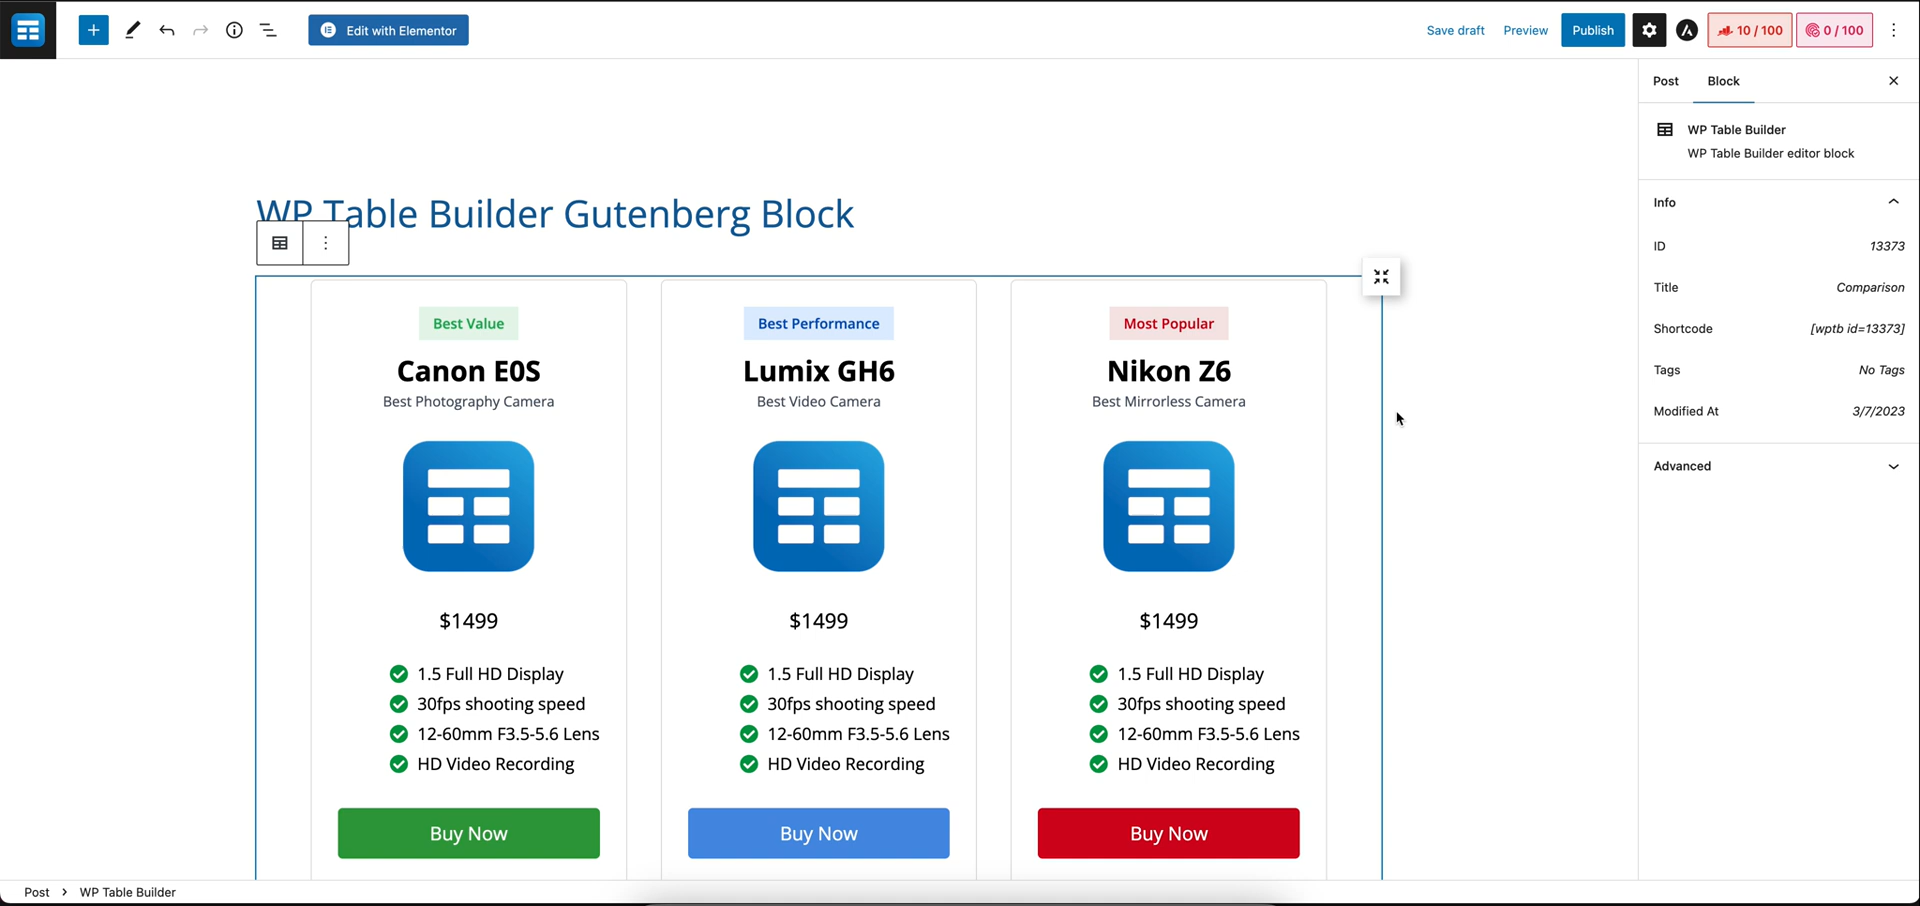 Edit with Elementor
Save draft
Preview
Publish
10 / 100
0 / 100
Post
Block
WP Table Builder
WP Table Builder editor block
Info
ID
13373
Title
Comparison
Shortcode
[wptb id=13373]
Tags
No Tags
Modified At
3/7/2023
Advanced
WP Table Builder Gutenberg Block
Best Value
Canon E0S
Best Photography Camera
$1499
1.5 Full HD Display
30fps shooting speed
12-60mm F3.5-5.6 Lens
HD Video Recording
Buy Now
Best Performance
Lumix GH6
Best Video Camera
$1499
1.5 Full HD Display
30fps shooting speed
12-60mm F3.5-5.6 Lens
HD Video Recording
Buy Now
Most Popular
Nikon Z6
Best Mirrorless Camera
$1499
1.5 Full HD Display
30fps shooting speed
12-60mm F3.5-5.6 Lens
HD Video Recording
Buy Now
Post > WP Table Builder